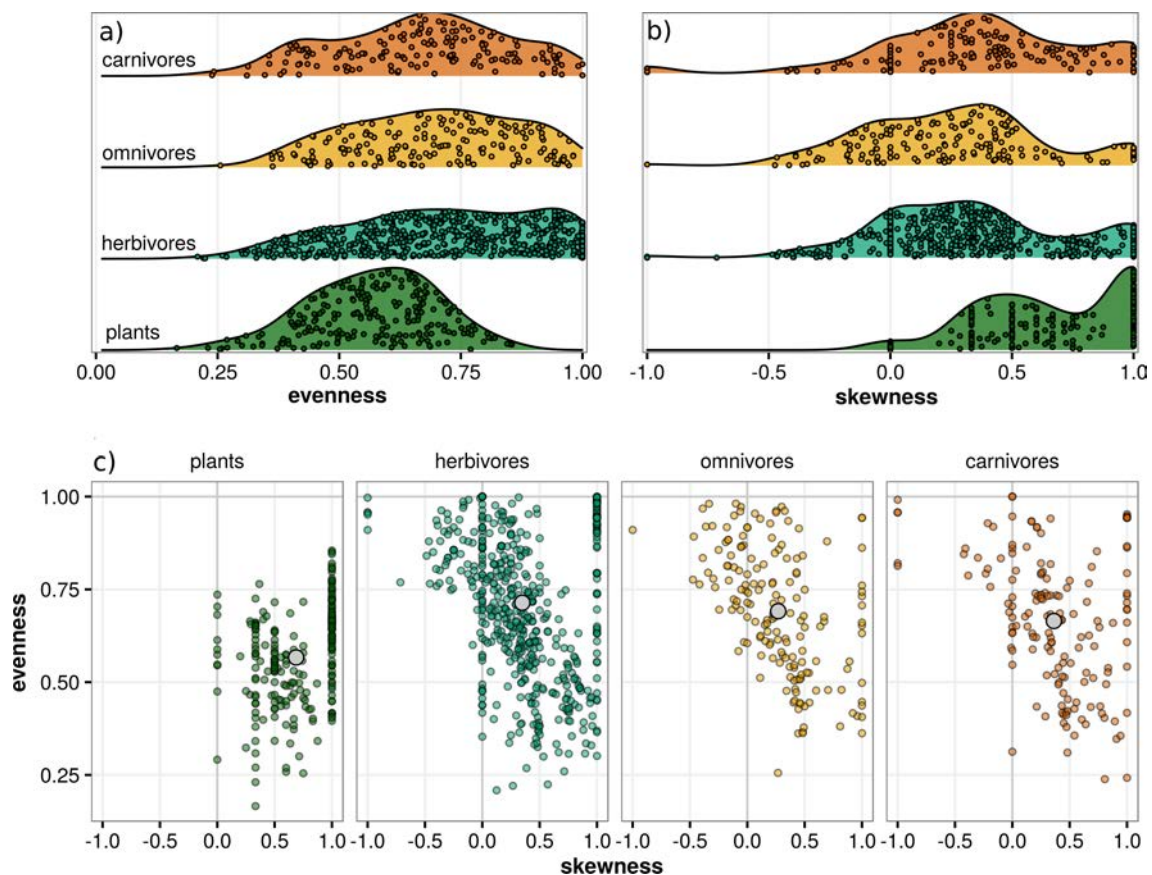 a)
carnivores
omnivores
herbivores
plants
0.00 0.25 0.50 0.75 1.00
evenness
b)
-1.0 -0.5 0.0 0.5 1.0
skewness
c)
plants herbivores omnivores carnivores
1.00
0.75
0.50
0.25
evenness
-1.0 -0.5 0.0 0.5 1.0 -1.0 -0.5 0.0 0.5 1.0 -1.0 -0.5 0.0 0.5 1.0 -1.0 -0.5 0.0 0.5 1.0
skewness